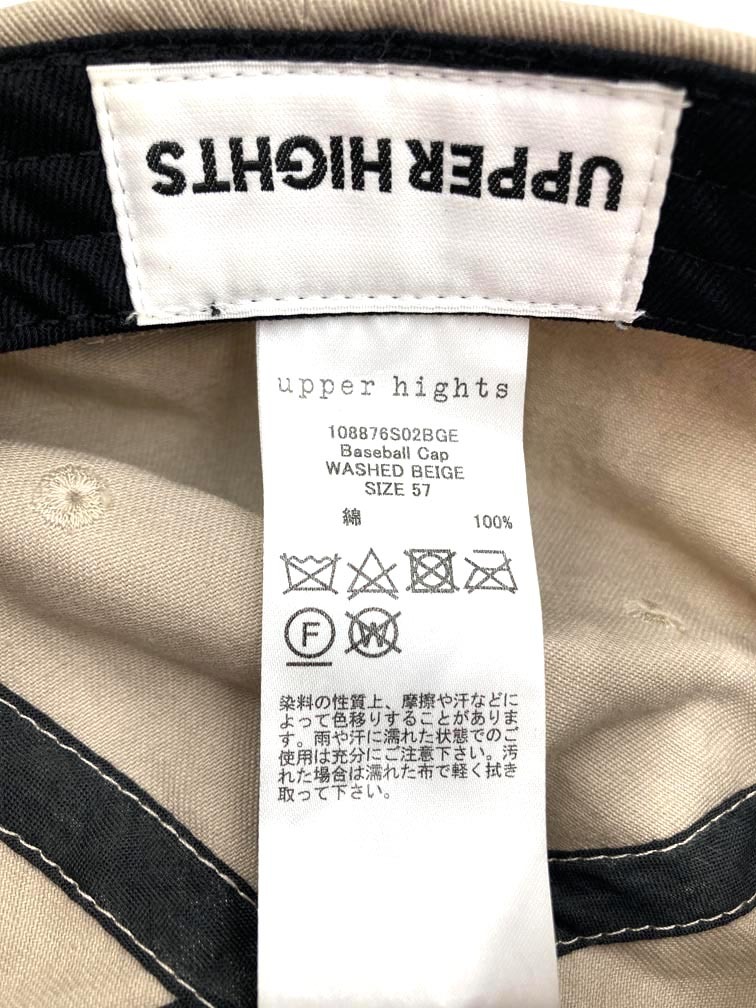 UPPER HIGHTS
upper hights
108876S02BGE
Baseball Cap
WASHED BEIGE
SIZE 57
綿 100%
F
W
染料の性質上、摩擦や汗などに
よって色移りすることがありま
す。雨や汗に濡れた状態でのご
使用は充分にご注意下さい。汚
れた場合は濡れた布で軽く拭き
取って下さい。